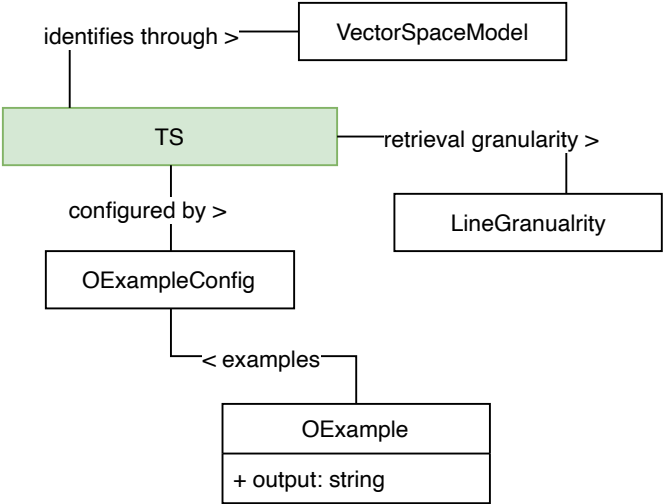 VectorSpaceModel
identifies through >
TS
retrieval granularity >
configured by >
LineGranualrity
OExampleConfig
< examples
OExample
+ output: string